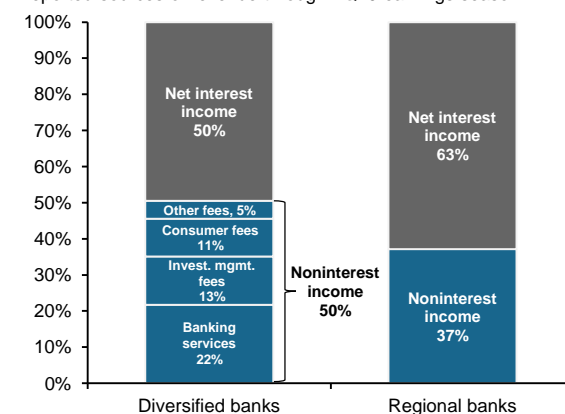 100%
90%
80%
70%
60%
50%
40%
30%
20%
10%
0%
Net interest
income
50%
Other fees, 5%
Consumer fees
11%
Invest. mgmt.
fees
13%
Banking
services
22%
Noninterest
income
50%
Net interest
income
63%
Noninterest
income
37%
Diversified banks
Regional banks